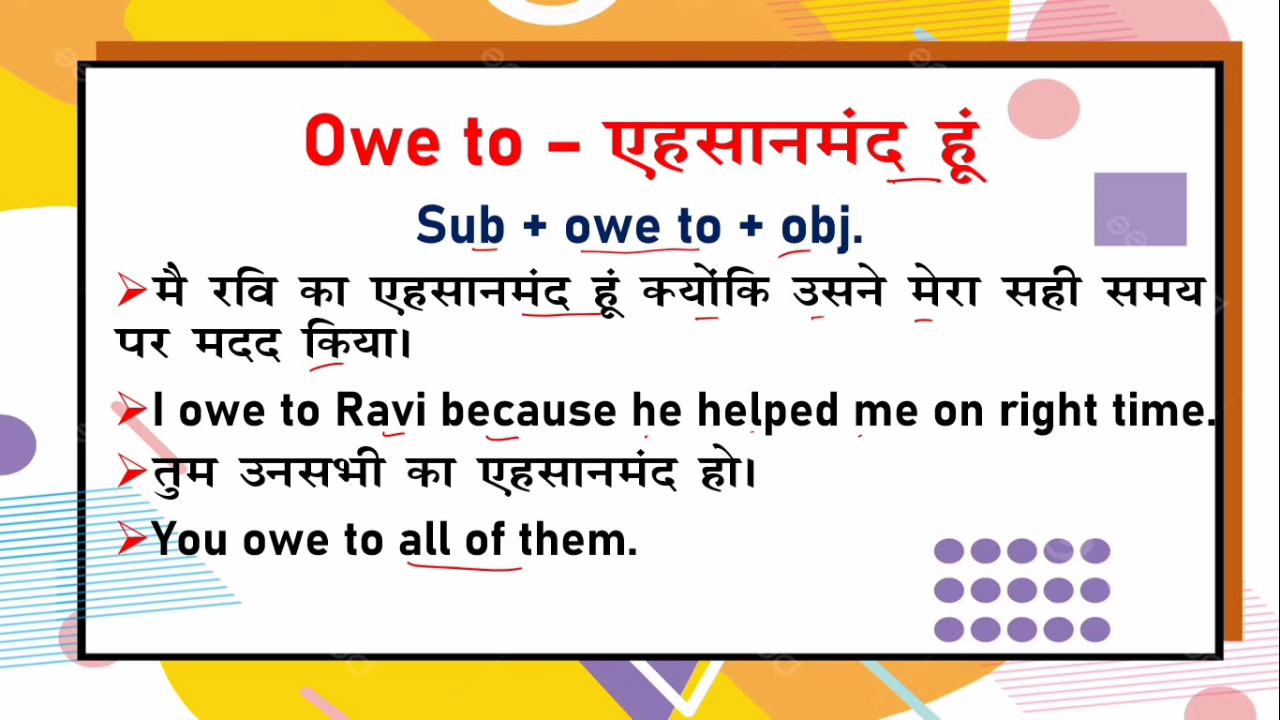 Owe to – एहसानमंद हूं
Sub + owe to + obj.
➢मै रवि का एहसानमंद हूं क्योंकि उसने मेरा सही समय
पर मदद किया।
➢I owe to Ravi because he helped me on right time.
➢तुम उनसभी का एहसानमंद हो।
➢You owe to all of them.